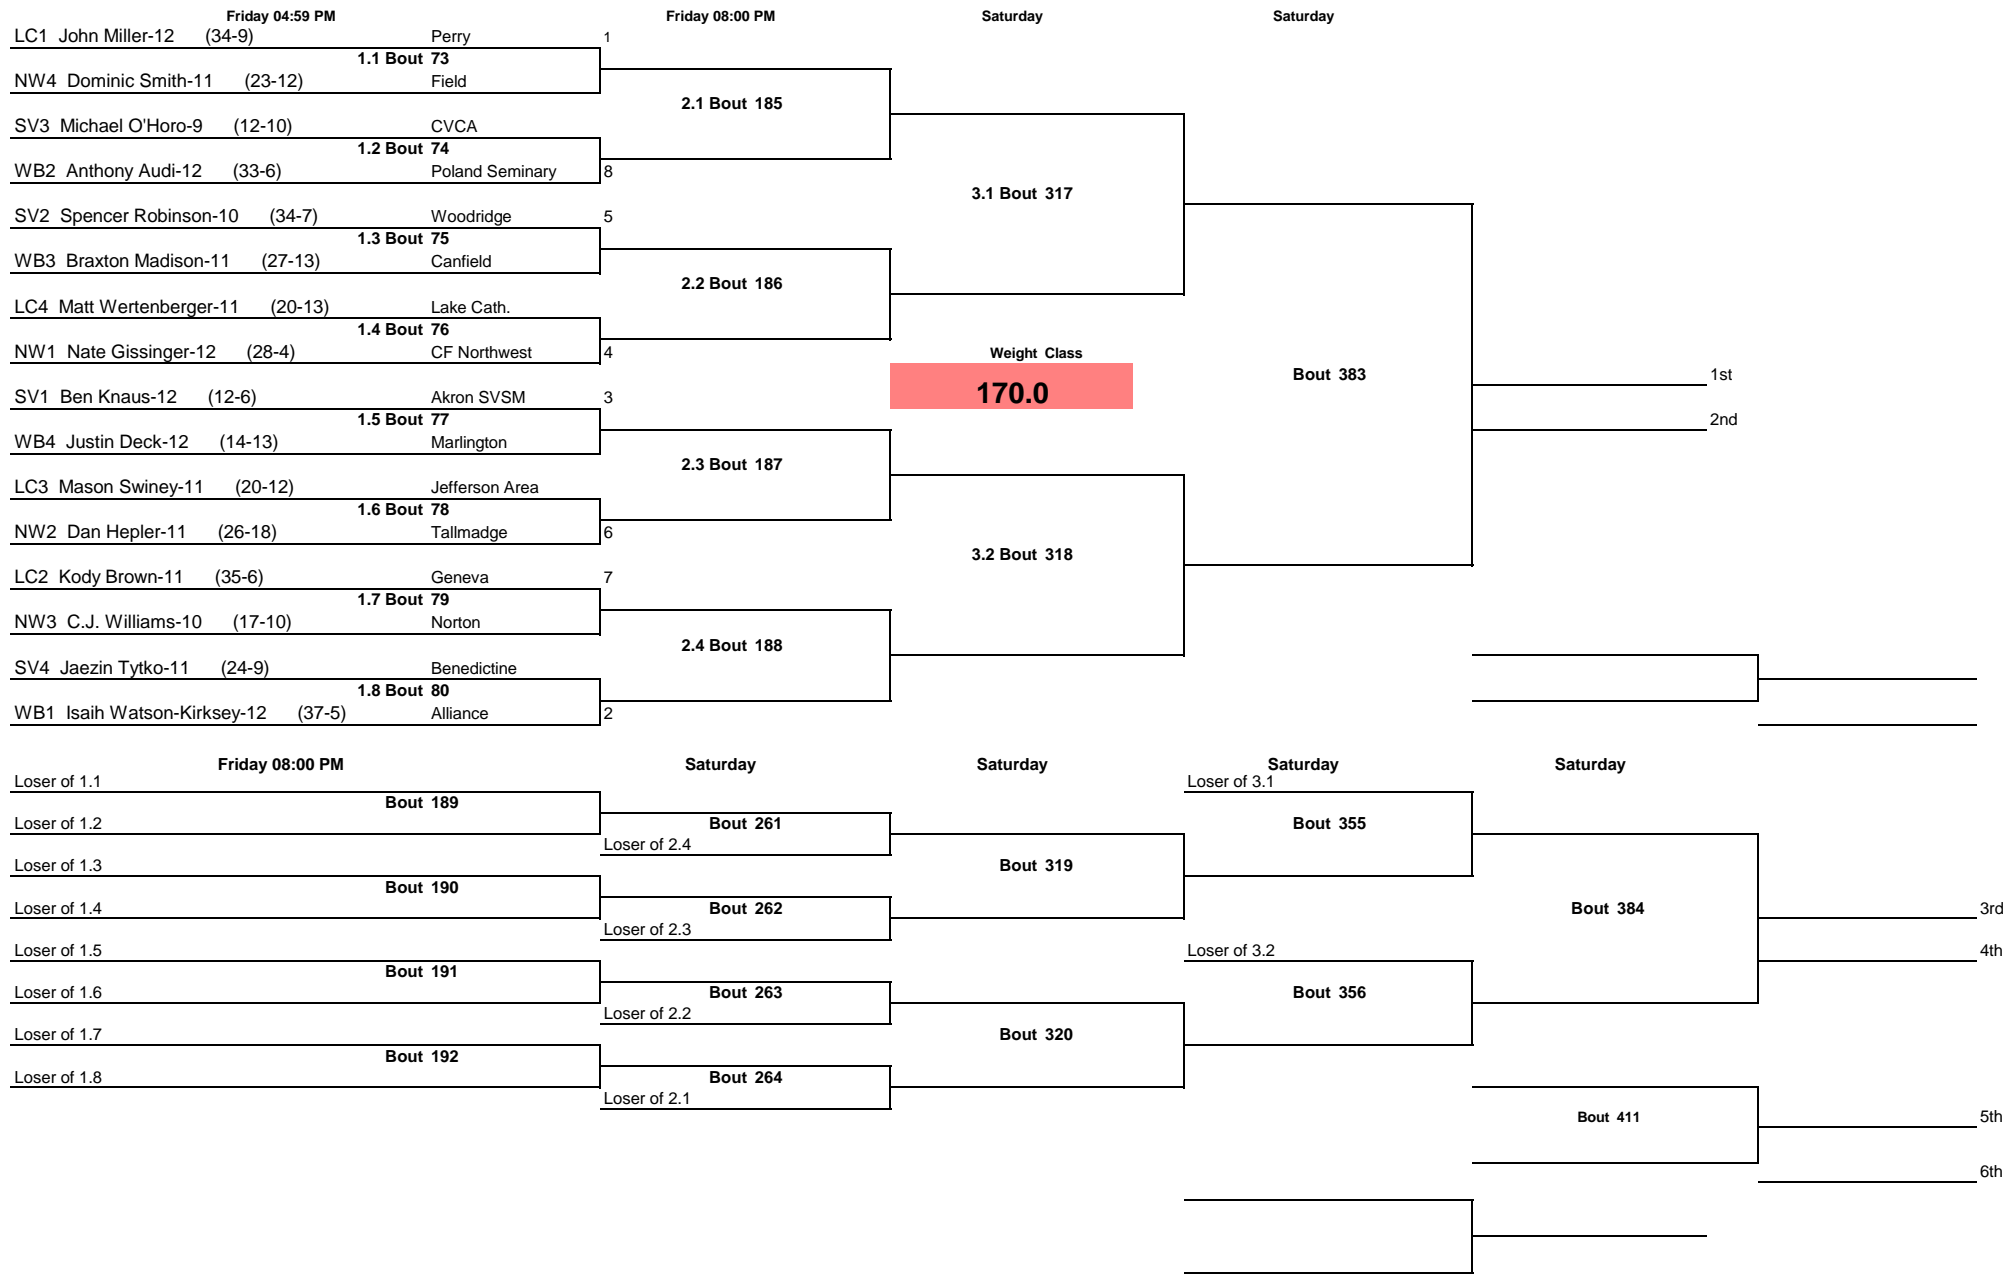 Friday 04:59 PM Friday 08:00 PM Saturday Saturday
LC1 John Miller-12 (34-9) Perry 1
1.1 Bout 73
NW4 Dominic Smith-11 (23-12) Field
2.1 Bout 185
SV3 Michael O'Horo-9 (12-10) CVCA
1.2 Bout 74
WB2 Anthony Audi-12 (33-6) Poland Seminary 8
3.1 Bout 317
SV2 Spencer Robinson-10 (34-7) Woodridge 5
1.3 Bout 75
WB3 Braxton Madison-11 (27-13) Canfield
2.2 Bout 186
LC4 Matt Wertenberger-11 (20-13) Lake Cath.
1.4 Bout 76
NW1 Nate Gissinger-12 (28-4) CF Northwest 4
Weight Class
Bout 383
1st
170.0
SV1 Ben Knaus-12 (12-6) Akron SVSM 3
1.5 Bout 77
2nd
WB4 Justin Deck-12 (14-13) Marlington
2.3 Bout 187
LC3 Mason Swiney-11 (20-12) Jefferson Area
1.6 Bout 78
NW2 Dan Hepler-11 (26-18) Tallmadge 6
3.2 Bout 318
LC2 Kody Brown-11 (35-6) Geneva 7
1.7 Bout 79
NW3 C.J. Williams-10 (17-10) Norton
2.4 Bout 188
SV4 Jaezin Tytko-11 (24-9) Benedictine
1.8 Bout 80
WB1 Isaih Watson-Kirksey-12 (37-5) Alliance 2
Friday 08:00 PM Saturday Saturday Saturday Saturday
Loser of 1.1 Loser of 3.1
Bout 189
Loser of 1.2 Bout 261 Bout 355
Loser of 2.4
Loser of 1.3 Bout 319
Bout 190
Loser of 1.4 Bout 262 Bout 384 3rd
Loser of 2.3
Loser of 1.5 Loser of 3.2 4th
Bout 191
Loser of 1.6 Bout 263 Bout 356
Loser of 2.2
Loser of 1.7 Bout 320
Bout 192
Loser of 1.8 Bout 264
Loser of 2.1
Bout 411 5th
6th